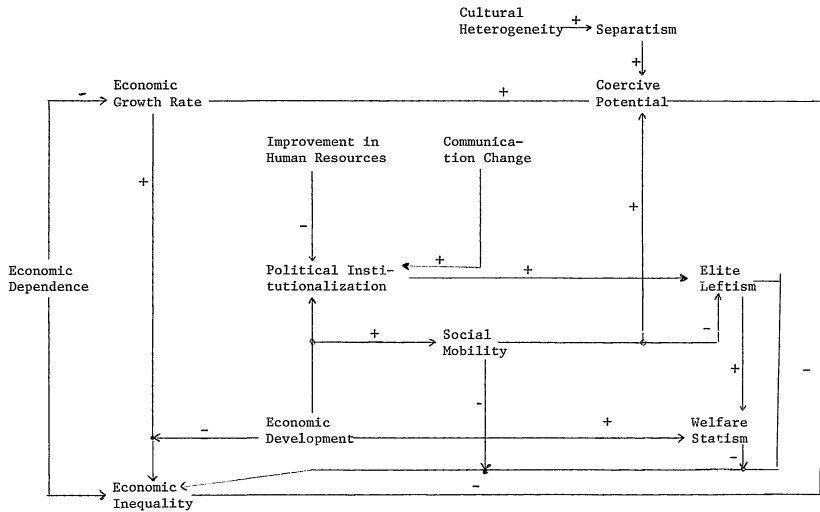 Cultural
Heterogeneity
+
Separatism
+
-
Economic
Growth Rate
+
Coercive
Potential
Improvement in
Human Resources
Communica-
tion Change
+
+
-
Economic
Dependence
Political Insti-
tutionalization
+
+
Elite
Leftism
+
Social
Mobility
-
+
-
-
Economic
Development
-
+
Welfare
Statism
-
Economic
Inequality
-